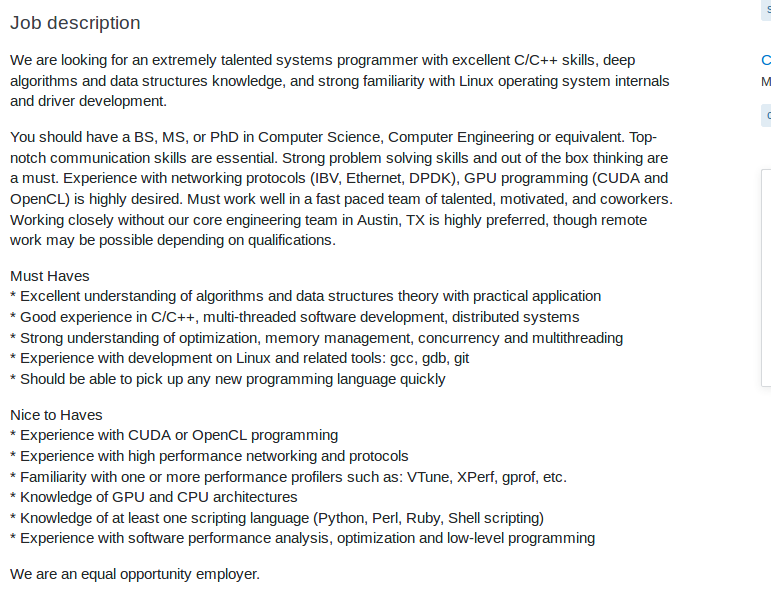 Job description
We are looking for an extremely talented systems programmer with excellent C/C++ skills, deep
algorithms and data structures knowledge, and strong familiarity with Linux operating system internals
and driver development.
You should have a BS, MS, or PhD in Computer Science, Computer Engineering or equivalent. Top-
notch communication skills are essential. Strong problem solving skills and out of the box thinking are
a must. Experience with networking protocols (IBV, Ethernet, DPDK), GPU programming (CUDA and
OpenCL) is highly desired. Must work well in a fast paced team of talented, motivated, and coworkers.
Working closely without our core engineering team in Austin, TX is highly preferred, though remote
work may be possible depending on qualifications.
Must Haves
* Excellent understanding of algorithms and data structures theory with practical application
* Good experience in C/C++, multi-threaded software development, distributed systems
* Strong understanding of optimization, memory management, concurrency and multithreading
* Experience with development on Linux and related tools: gcc, gdb, git
* Should be able to pick up any new programming language quickly
Nice to Haves
* Experience with CUDA or OpenCL programming
* Experience with high performance networking and protocols
* Familiarity with one or more performance profilers such as: VTune, XPerf, gprof, etc.
* Knowledge of GPU and CPU architectures
* Knowledge of at least one scripting language (Python, Perl, Ruby, Shell scripting)
* Experience with software performance analysis, optimization and low-level programming
We are an equal opportunity employer.